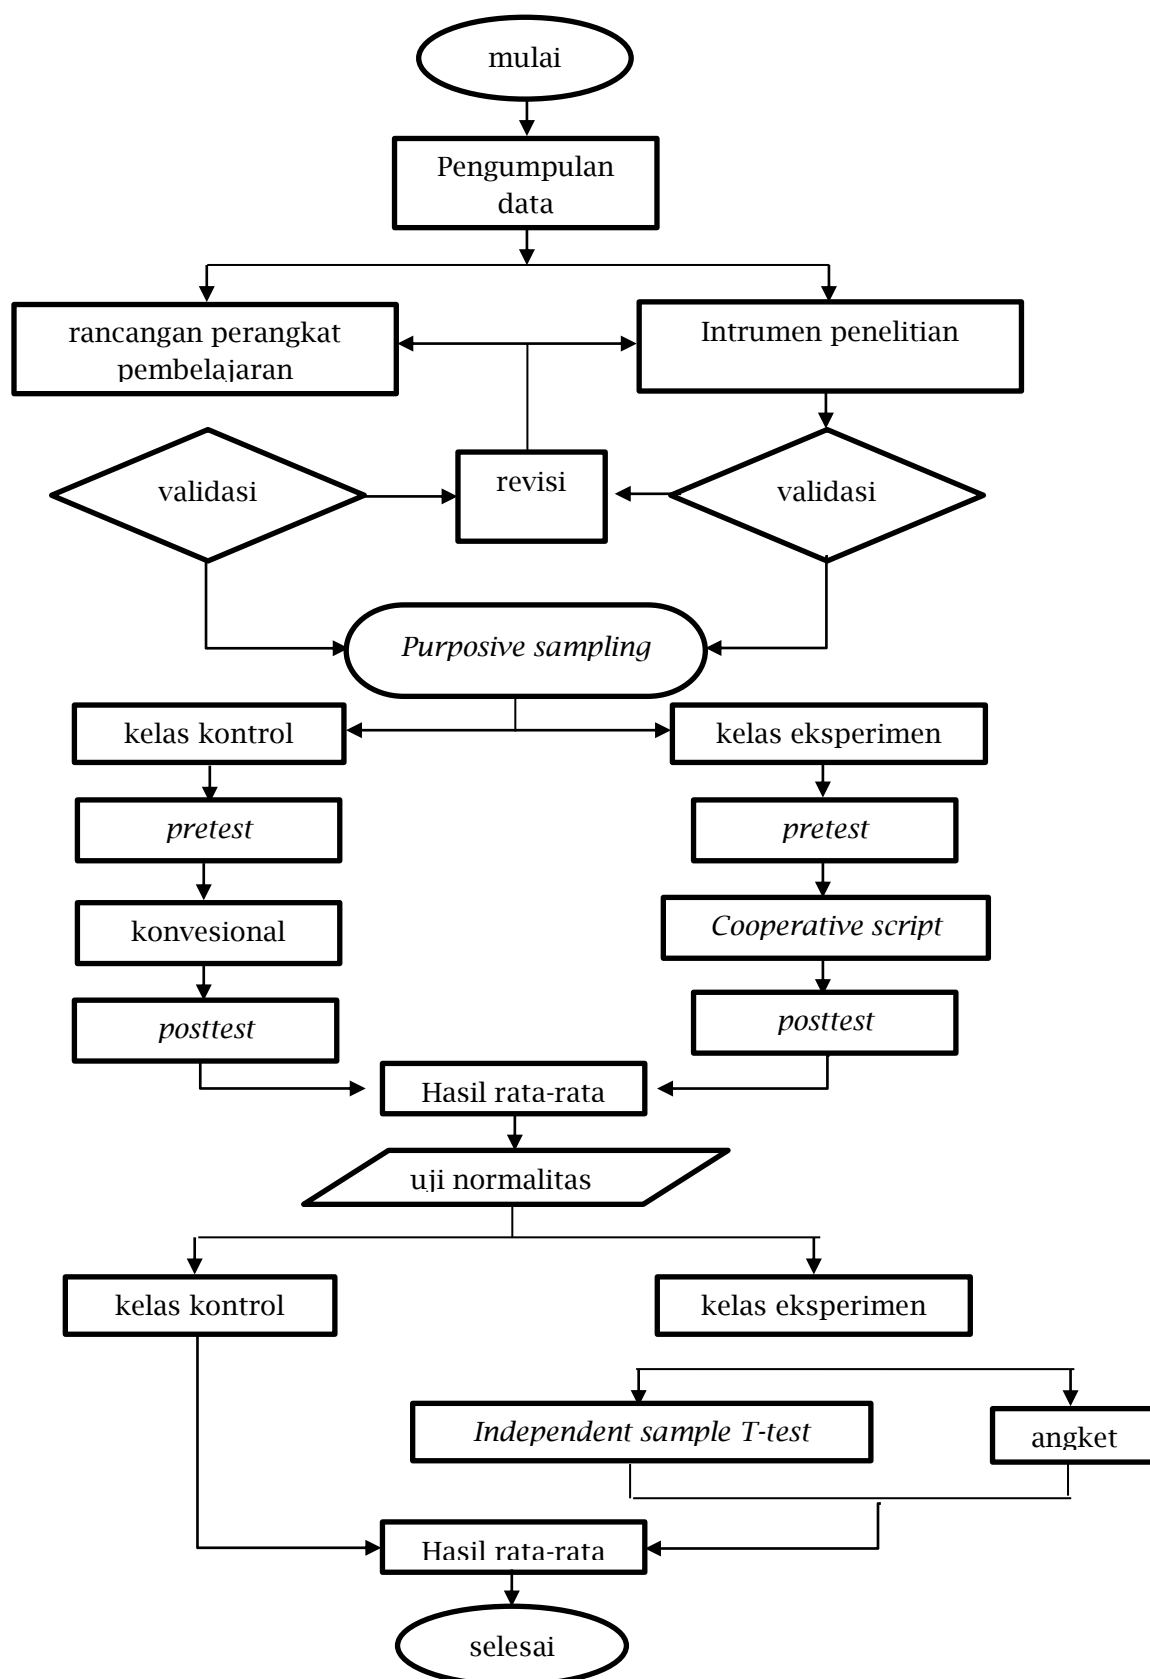 mulai
Pengumpulan
data
rancangan perangkat
pembelajaran
Intrumen penelitian
validasi
revisi
validasi
Purposive sampling
kelas kontrol
kelas eksperimen
pretest
pretest
konvesional
Cooperative script
posttest
posttest
Hasil rata-rata
uji normalitas
kelas kontrol
kelas eksperimen
Independent sample T-test
angket
Hasil rata-rata
selesai